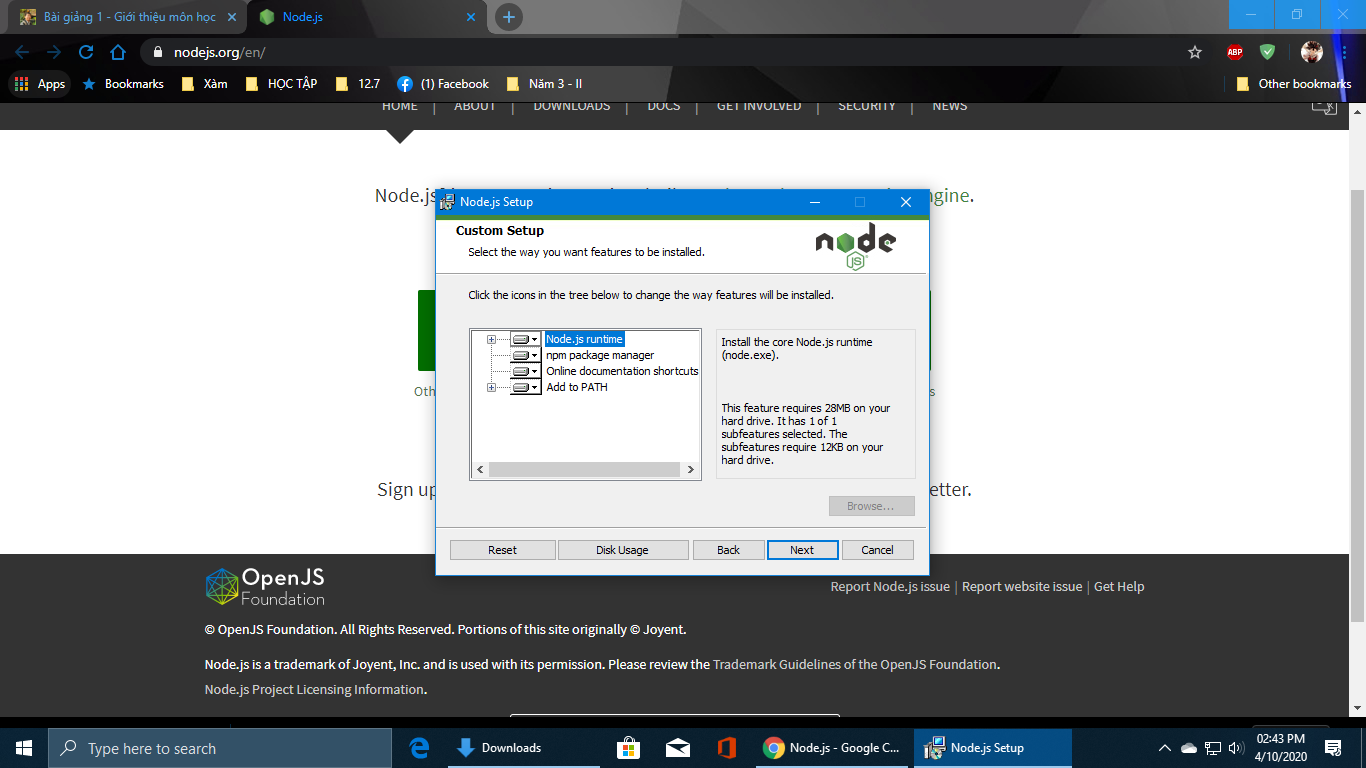 Bài giảng 1 - Giới thiệu môn học
Node.js
nodejs.org/en/
ABP
Apps
Bookmarks
Xàm
HỌC TẬP
12.7
(1) Facebook
Năm 3 - II
Other bookmarks
HOME | ABOUT | DOWNLOADS | DOCS | GET INVOLVED | SECURITY | NEWS
Node.js
ngine.
Node.js Setup
Custom Setup
Select the way you want features to be installed.
node
JS
Click the icons in the tree below to change the way features will be installed.
Node.js runtime
npm package manager
Online documentation shortcuts
Add to PATH
Install the core Node.js runtime
(node.exe).
This feature requires 28MB on your
hard drive. It has 1 of 1
subfeatures selected. The
subfeatures require 12KB on your
hard drive.
Oth
s
Browse...
Sign up
etter.
Reset
Disk Usage
Back
Next
Cancel
OpenJS
Foundation
Report Node.js issue | Report website issue | Get Help
© OpenJS Foundation. All Rights Reserved. Portions of this site originally © Joyent.
Node.js is a trademark of Joyent, Inc. and is used with its permission. Please review the Trademark Guidelines of the OpenJS Foundation.
Node.js Project Licensing Information.
Type here to search
Downloads
Node.js - Google C...
Node.js Setup
02:43 PM
4/10/2020